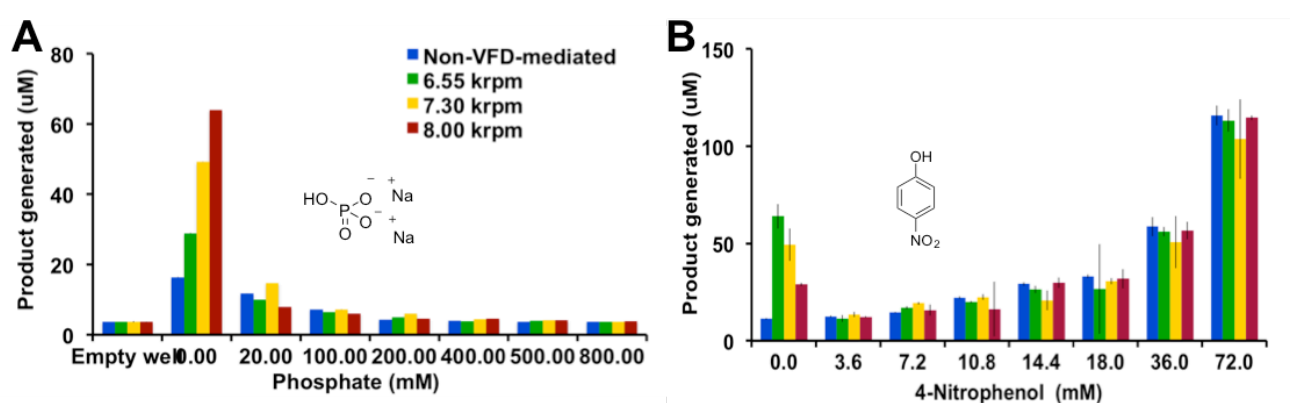 A
Product generated (uM)
80
60
40
20
0
Non-VFD-mediated
6.55 krpm
7.30 krpm
8.00 krpm
HO
P
O
O
O
−
+
Na
−
+
Na
Empty well 0.00 20.00 100.00 200.00 400.00 500.00 800.00
Phosphate (mM)
B
Product generated (uM)
150
100
50
0
OH
NO2
0.0 3.6 7.2 10.8 14.4 18.0 36.0 72.0
4-Nitrophenol (mM)